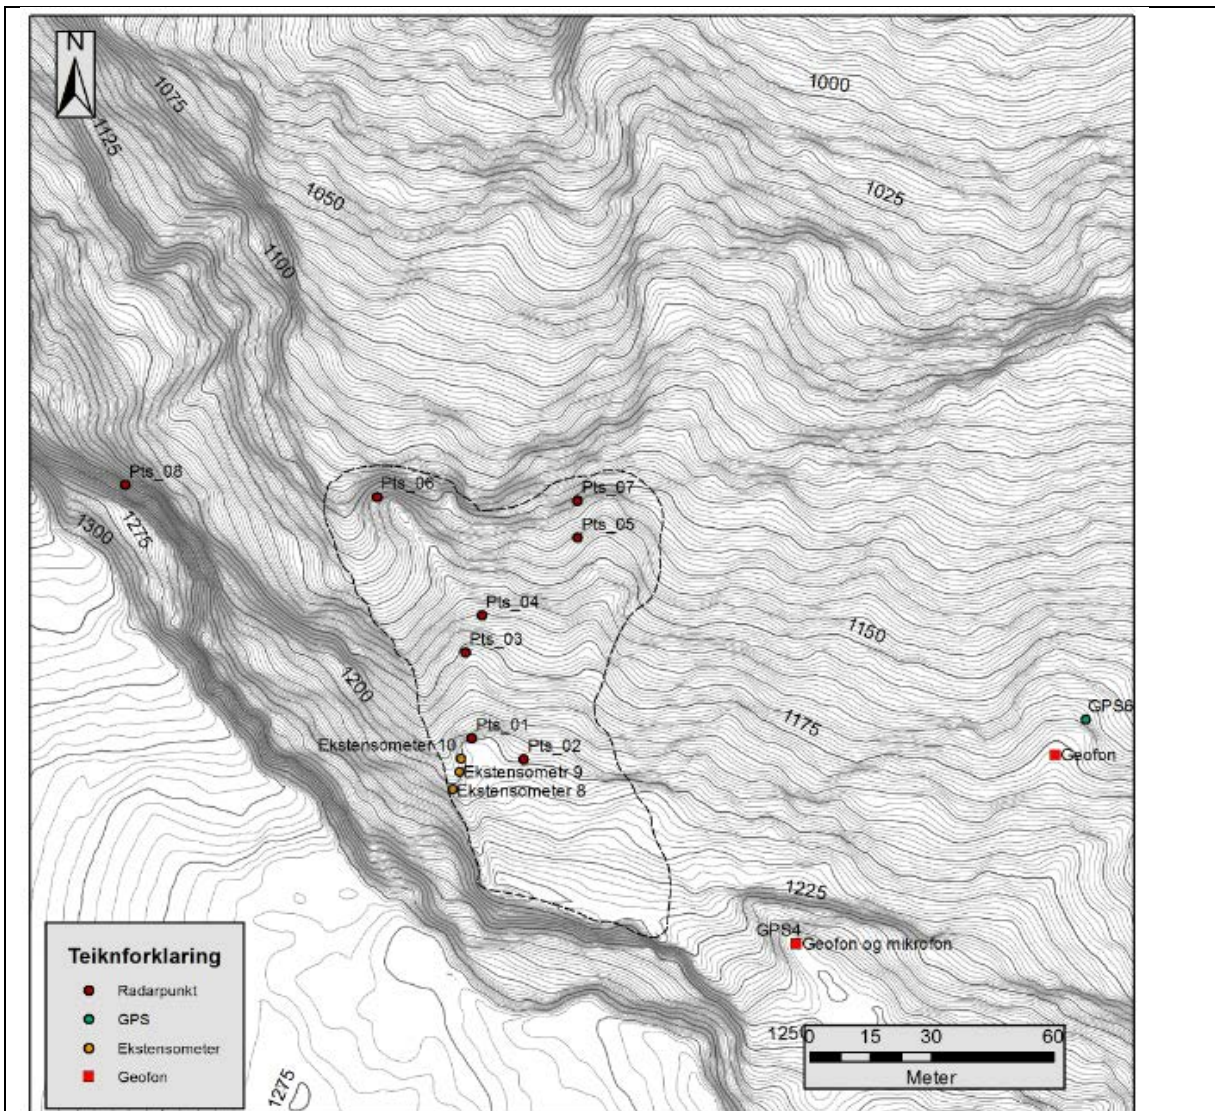 N
1000
1075
1125
1025
1050
1100
Pts_08
Pts_06
Pts_07
1300
1275
Pts_05
Pts_04
1150
Pts_03
1200
GPS6
1175
Pts_01
Ekstensometer 10
Pts_02
Geofon
Ekstensometr 9
Ekstensometer 8
1225
GPS4
Geofon og mikrofon
Teiknforklaring
Radarpunkt
GPS
Ekstensometer
Geofon
1250
0 15 30 60
Meter
1275